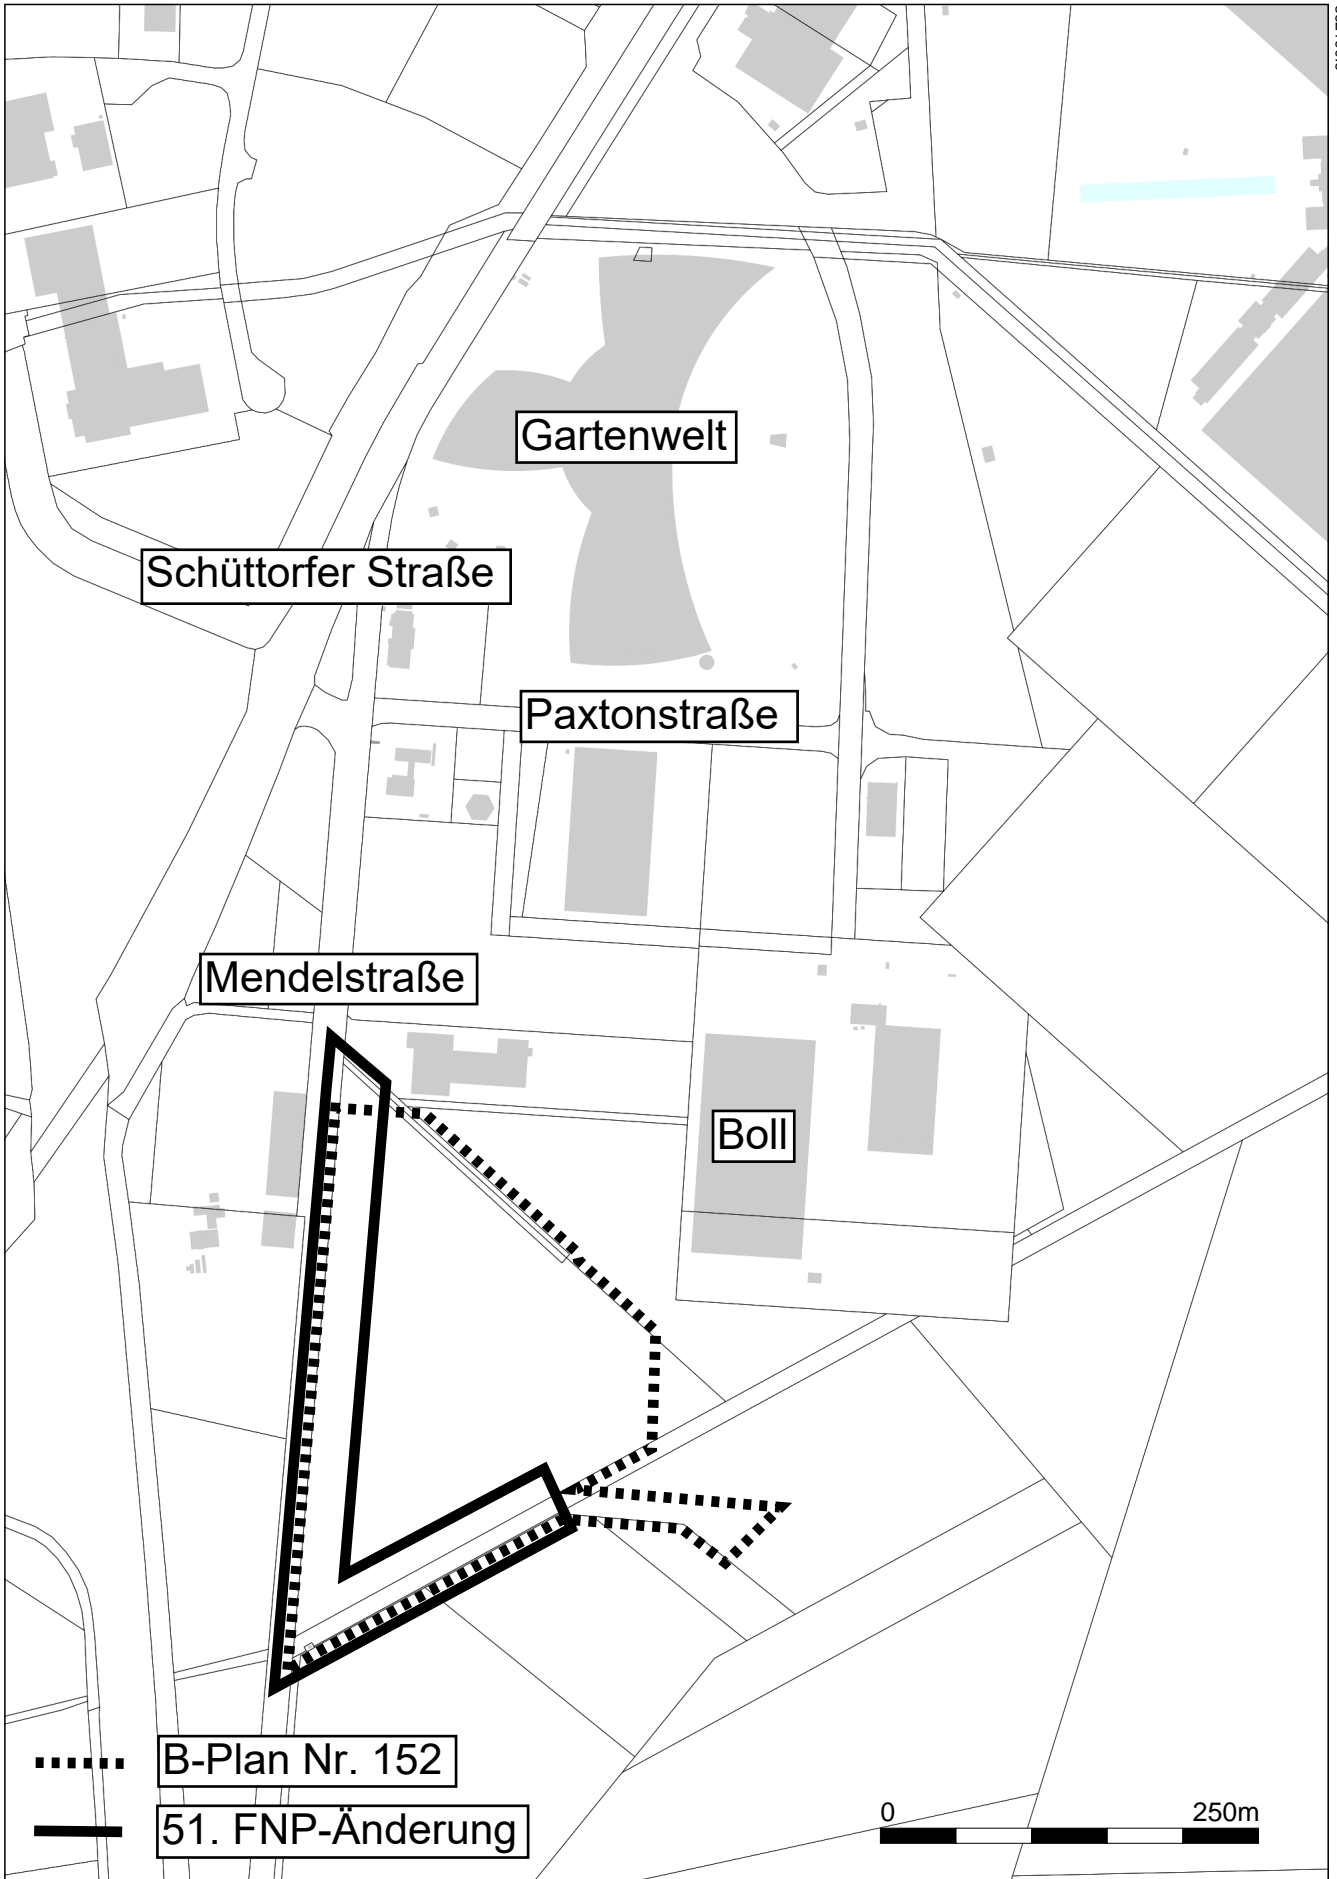 Gartenwelt
Schüttorfer Straße
Paxtonstraße
Mendelstraße
Boll
B-Plan Nr. 152
51. FNP-Änderung
0 250m